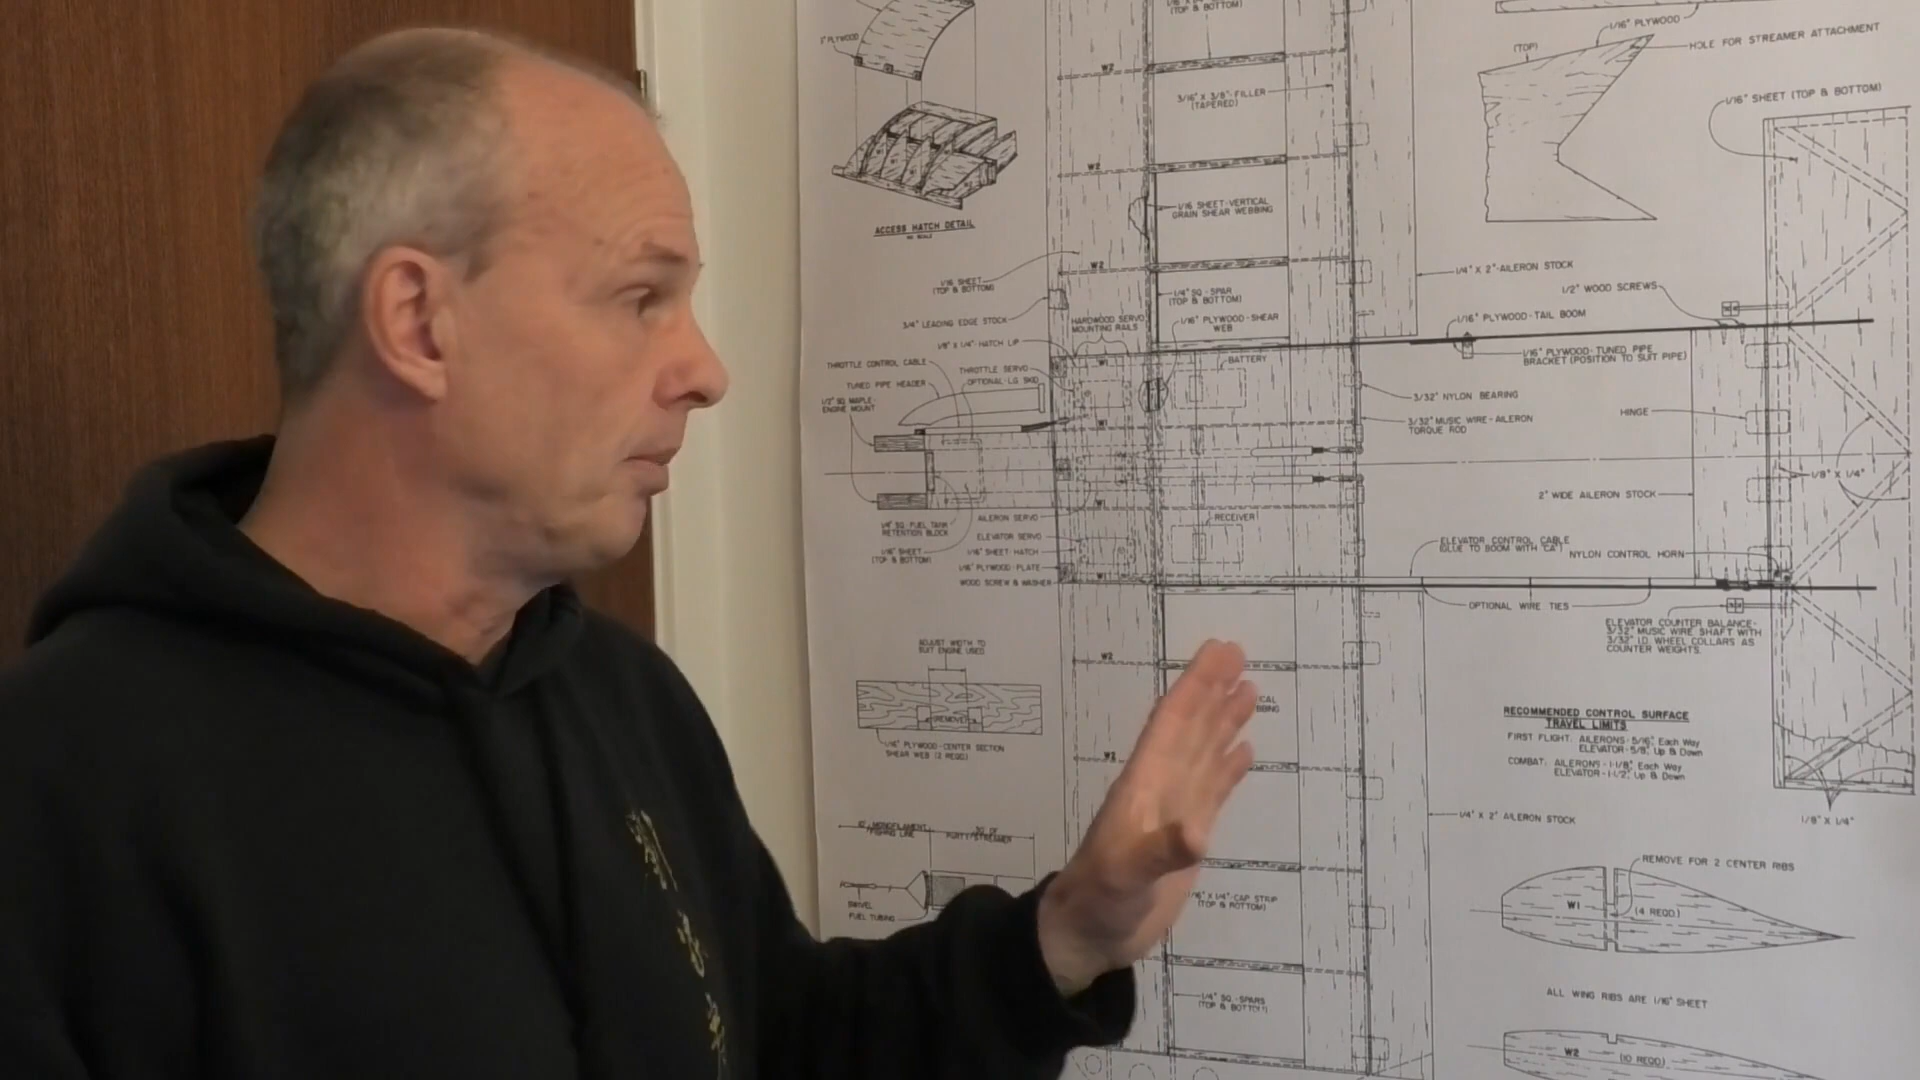 (TOP & BOTTOM)
1/16" PLYWOOD
(TOP)
HOLE FOR STREAMER ATTACHMENT
W2
3/16" X 3/8"-FILLER
(TAPERED)
1/16" SHEET (TOP & BOTTOM)
W2
1/16 SHEET-VERTICAL
GRAIN SHEAR WEBBING
ACCESS HATCH DETAIL
NO SCALE
W2
1/16 SHEET
(TOP & BOTTOM)
1/4" SQ.-SPAR
(TOP & BOTTOM)
1/4" X 2"-AILERON STOCK
1/2" WOOD SCREWS
3/4" LEADING EDGE STOCK
HARDWOOD SERVO
MOUNTING RAILS
1/16" PLYWOOD-SHEAR
WEB
1/16" PLYWOOD-TAIL BOOM
1/8" X 1/4"-HATCH LIP
W1
BATTERY
1/16" PLYWOOD-TUNED PIPE
BRACKET (POSITION TO SUIT PIPE)
THROTTLE CONTROL CABLE
THROTTLE SERVO
TUNED PIPE HEADER
OPTIONAL-LG SKID
1/2" SQ. MAPLE-
ENGINE MOUNT
3/32" NYLON BEARING
HINGE
W1
3/32" MUSIC WIRE-AILERON
TORQUE ROD
1/8" X 1/4"
2" WIDE AILERON STOCK
W1
AILERON SERVO
RECEIVER
1/4" SQ. FUEL TANK
RETENTION BLOCK
ELEVATOR SERVO
1/16" SHEET
(TOP & BOTTOM)
1/16" SHEET-HATCH
1/16" PLYWOOD-PLATE
WOOD SCREW & WASHER
W1
ELEVATOR CONTROL CABLE
(GLUE TO BOOM WITH "CA")
NYLON CONTROL HORN
OPTIONAL WIRE TIES
ELEVATOR COUNTER BALANCE-
3/32" MUSIC WIRE SHAFT WITH
3/32" I.D. WHEEL COLLARS AS
COUNTER WEIGHTS.
ADJUST WIDTH TO
SUIT ENGINE USED
W2
(REMOVE)
1/16" PLYWOOD-CENTER SECTION
SHEAR WEB (2 REQD.)
RECOMMENDED CONTROL SURFACE
TRAVEL LIMITS
FIRST FLIGHT: AILERONS-5/16", Each Way
ELEVATOR-5/8", Up & Down
COMBAT: AILERONS-1-1/8", Each Way
ELEVATOR-1-1/2", Up & Down
W2
1/4" X 2" AILERON STOCK
1/8" X 1/4"
MONOFILAMENT
FISHING LINE
30' OF
STREAMER
SWIVEL
FUEL TUBING
REMOVE FOR 2 CENTER RIBS
W1
(4 REQD.)
1/16" X 1/4"-CAP STRIP
(TOP & BOTTOM)
1/4" SQ.-SPARS
(TOP & BOTTOM)
ALL WING RIBS ARE 1/16" SHEET
W2
(10 REQD.)